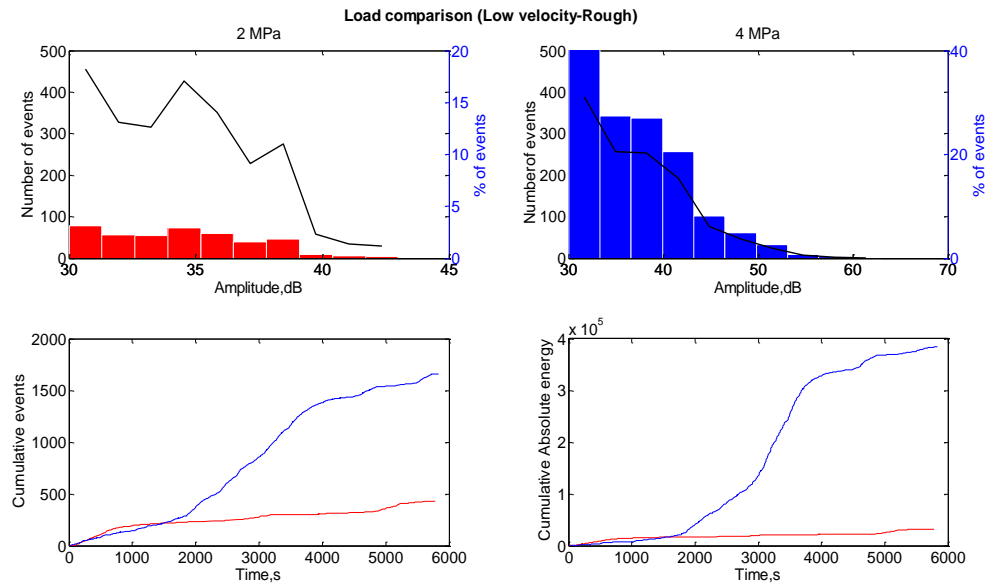 Load comparison (Low velocity-Rough)
2 MPa
500
400
300
200
100
0
Number of events
20
15
10
5
0
% of events
30 35 40 45
Amplitude,dB
4 MPa
500
400
300
200
100
0
Numberof events
40
20
0
% of events
30 40 50 60 70
Amplitude,dB
2000
1500
1000
500
0
Cumulative events
0 1000 2000 3000 4000 5000 6000
Time,s
4 x 10^5
3
2
1
0
Cumulative Absolute energy
0 1000 2000 3000 4000 5000 6000
Time,s